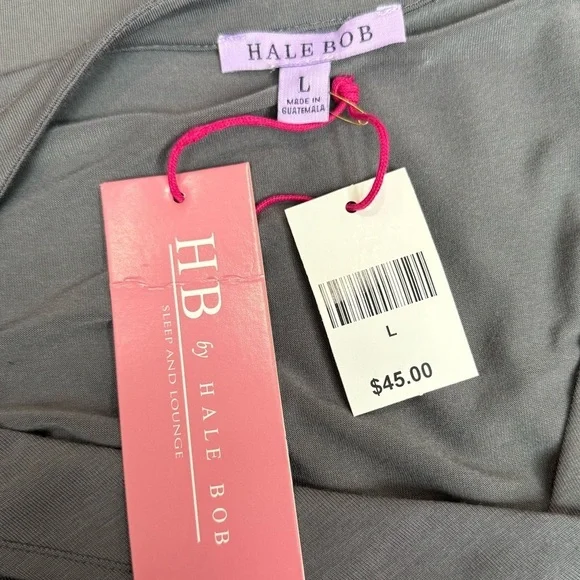 HALE BOB
L
MADE IN
GUATEMALA
HB by HALE BOB
SLEEP AND LOUNGE
L
$45.00